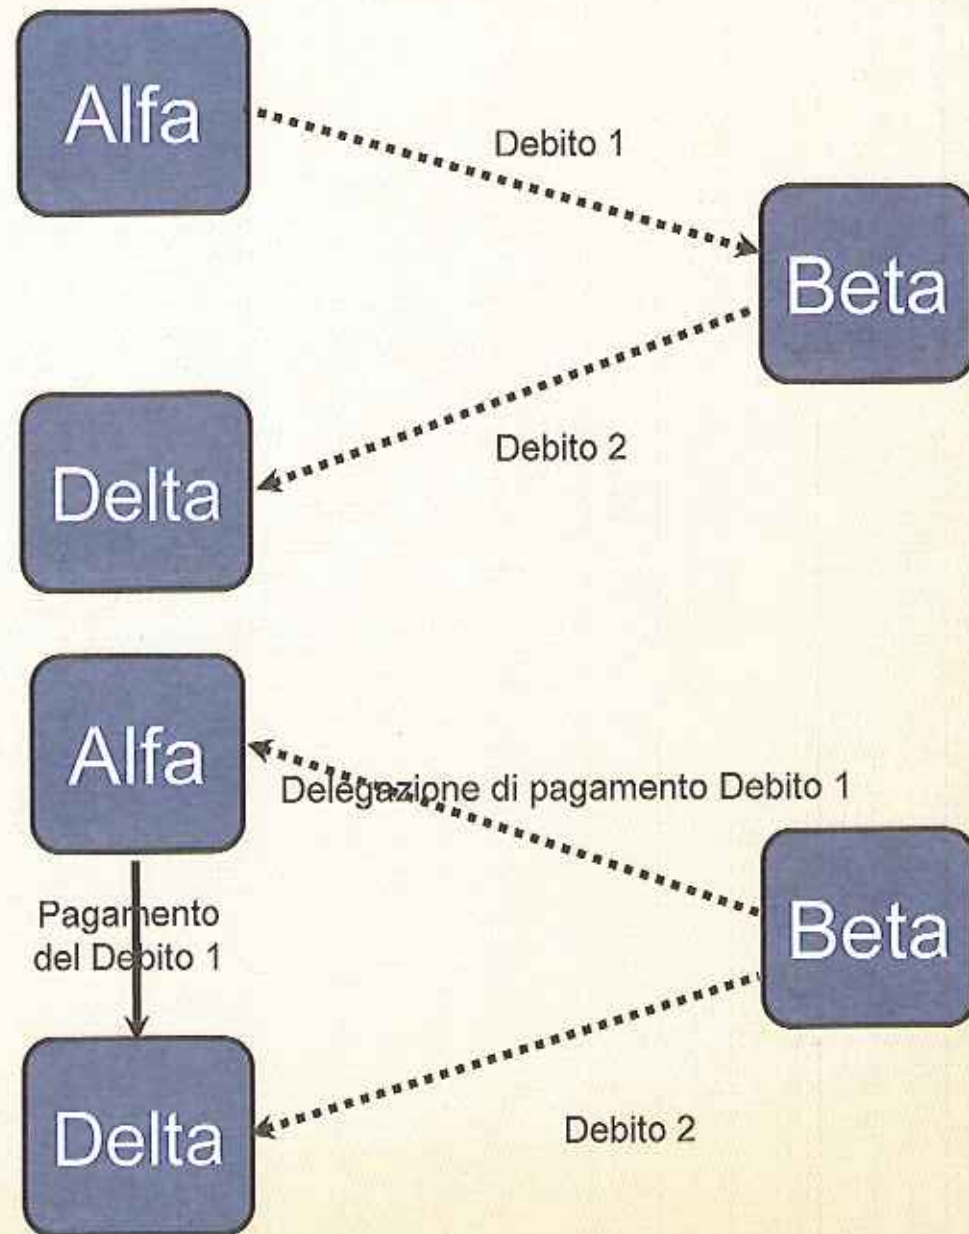 Alfa
Debito 1
Beta
Debito 2
Delta
Alfa
Delegazione di pagamento Debito 1
Pagamento
del Debito 1
Beta
Debito 2
Delta